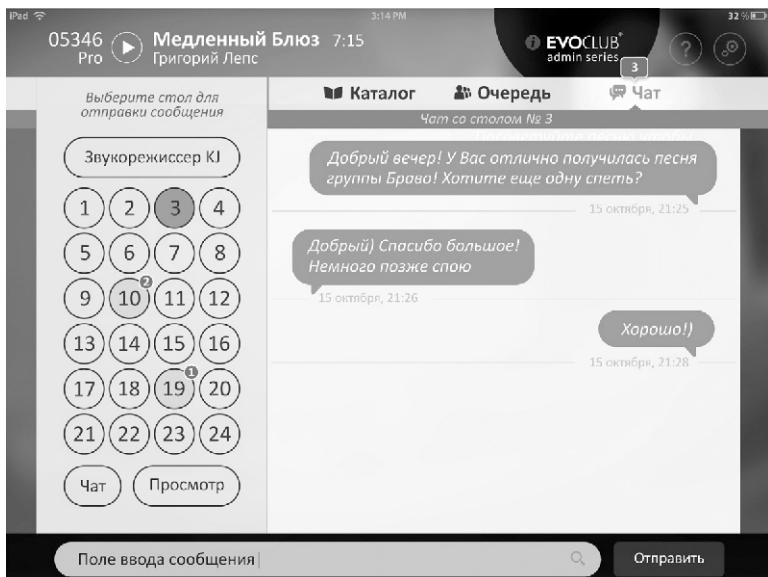 iPad 3:14 PM 32 %
05346 Медленный Блюз 7:15
Pro Григорий Лепс
EVOCLUB
admin series
?
3
Выберите стол для
отправки сообщения
Каталог Очередь Чат
Чат со столом № 3
Звукорежиссер KJ
Добрый вечер! У Вас отлично получилась песня
группы Браво! Хотите еще одну спеть?
15 октября, 21:25
1 2 3 4
5 6 7 8
Добрый) Спасибо большое!
Немного позже спою
15 октября, 21:26
2
9 10 11 12
Хорошо!)
15 октября, 21:28
13 14 15 16
1
17 18 19 20
21 22 23 24
Чат Просмотр
Поле ввода сообщения
Отправить